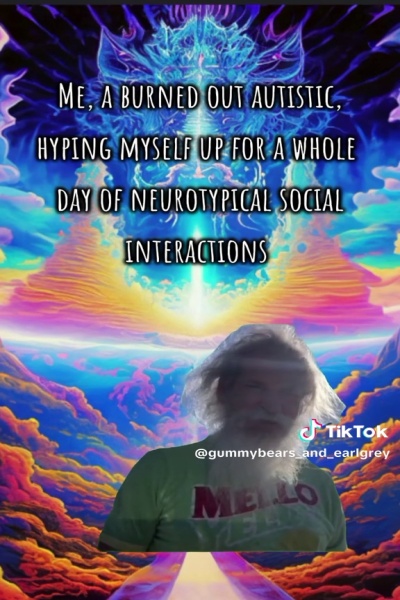 Me, a burned out autistic,
hyping myself up for a whole
day of neurotypical social
interactions
TikTok
@gummybears_and_earlgrey
MELLO